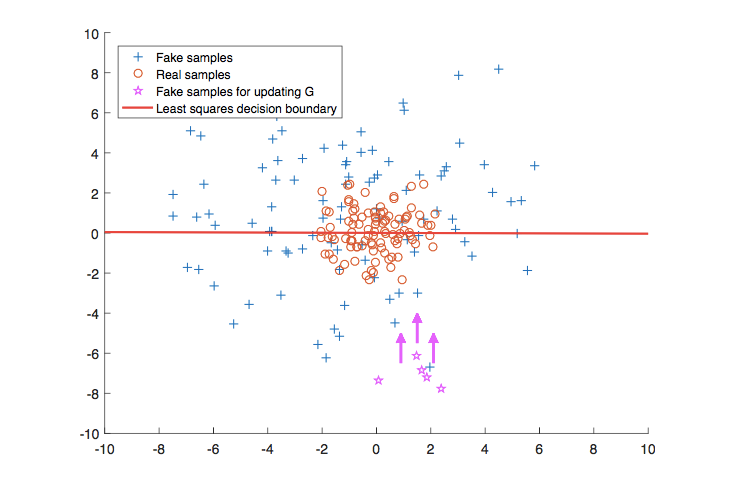 10
8
6
4
2
0
-2
-4
-6
-8
-10
Fake samples
Real samples
Fake samples for updating G
Least squares decision boundary
-10 -8 -6 -4 -2 0 2 4 6 8 10